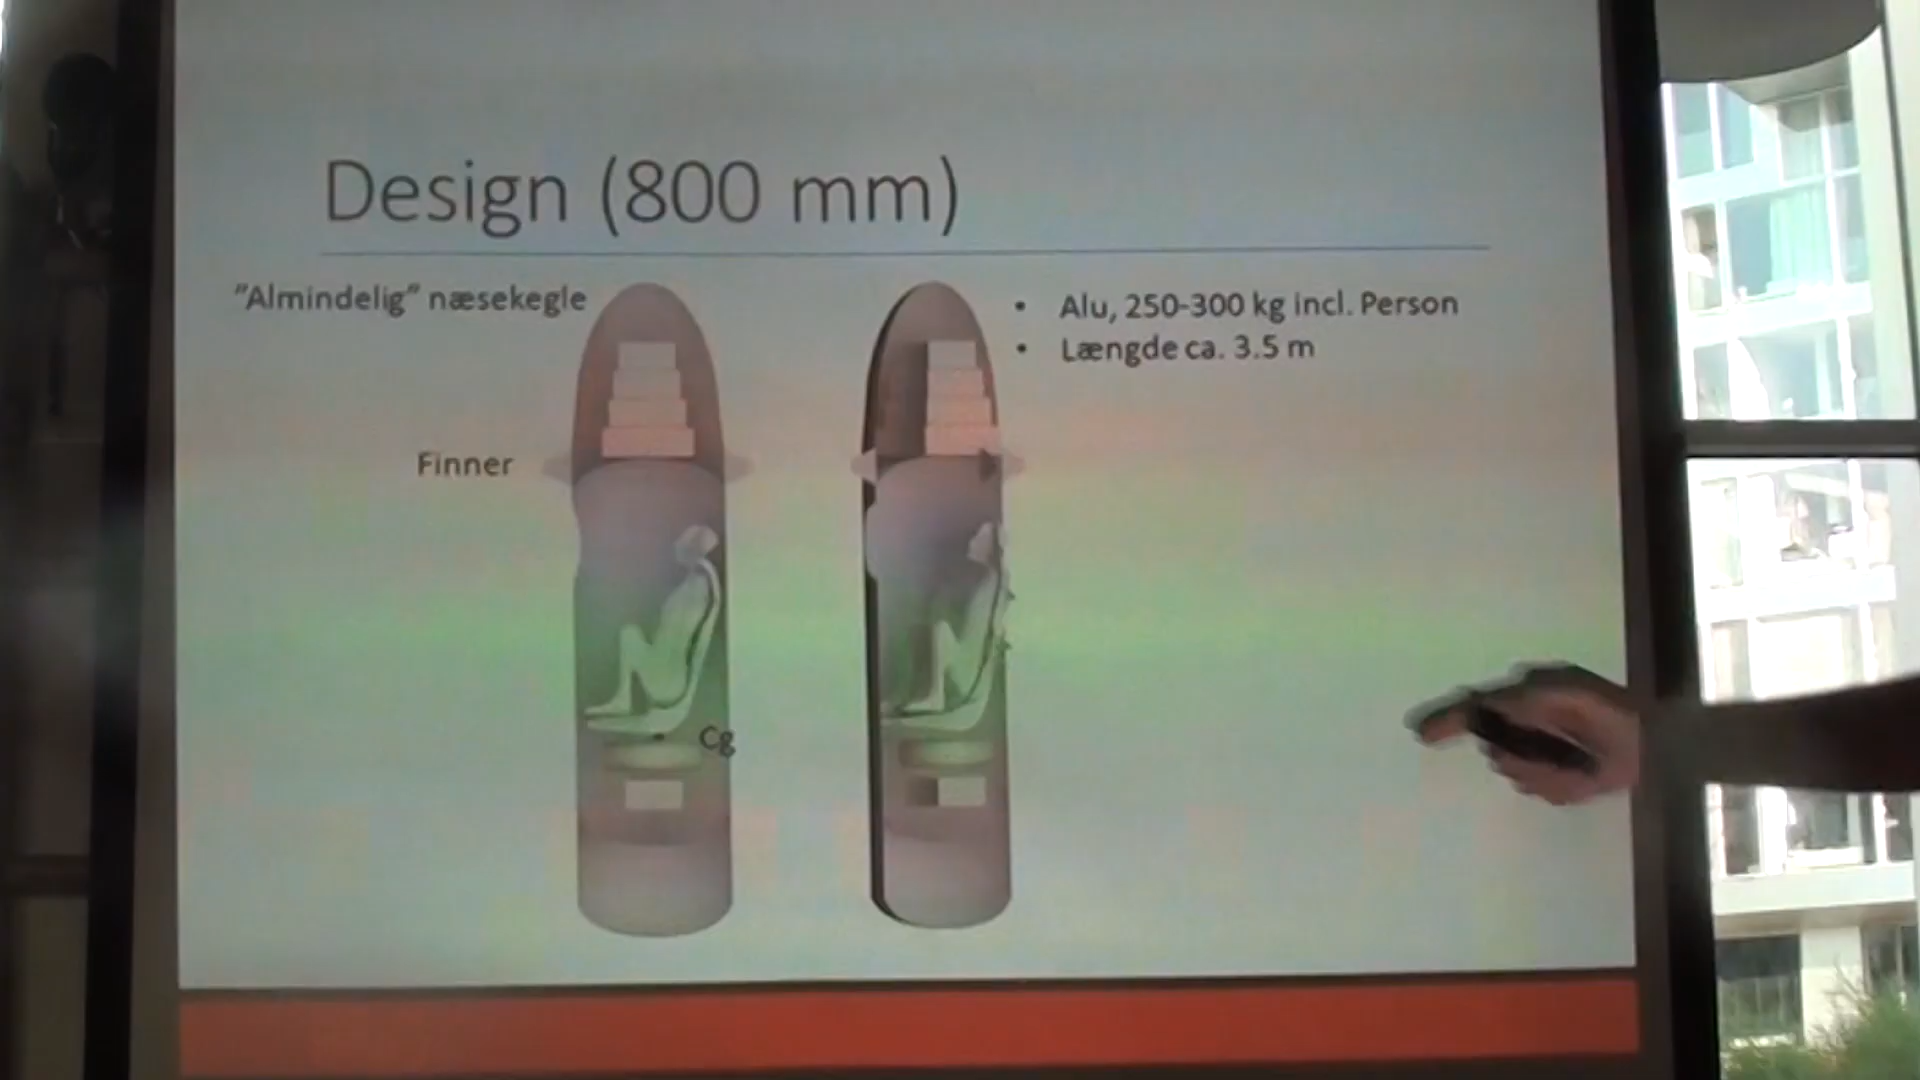 Design (800 mm)
"Almindelig" næsekegle
• Alu, 250-300 kg incl. Person
• Længde ca. 3.5 m
Finner
Cg